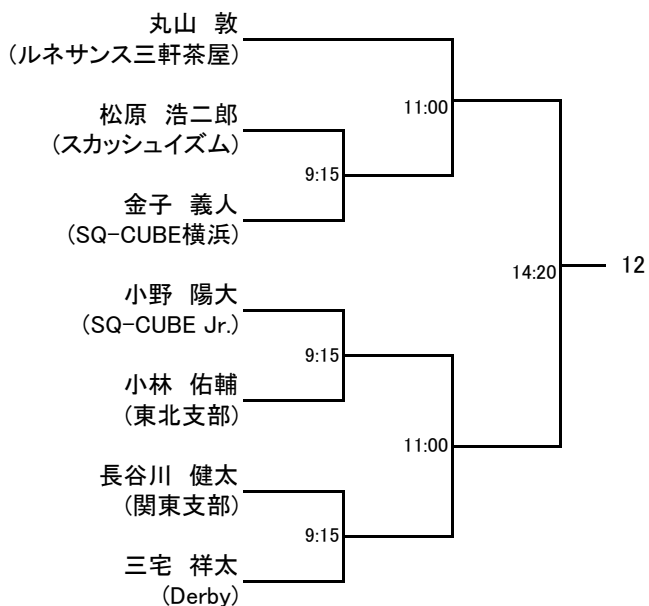 丸山　敦
(ルネサンス三軒茶屋)
11:00
松原　浩二郎
(スカッシュイズム)
9:15
金子　義人
(SQ-CUBE横浜)
14:20
12
小野　陽大
(SQ-CUBE Jr.)
9:15
小林　佑輔
(東北支部)
11:00
長谷川　健太
(関東支部)
9:15
三宅　祥太
(Derby)